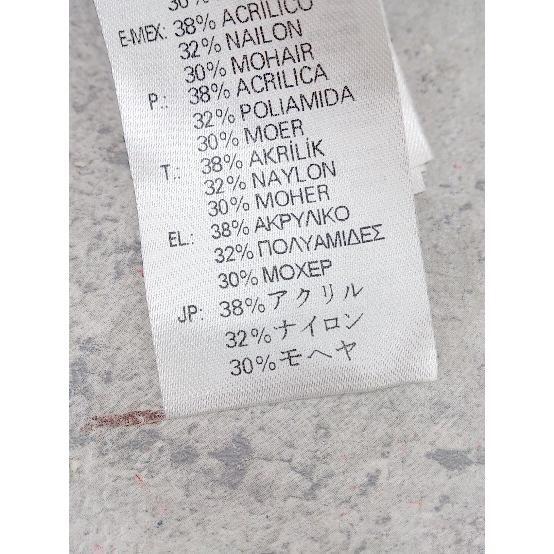 30%
E-MEX: 38% ACRILICO
32% NAILON
30% MOHAIR
P.: 38% ACRILICA
32% POLIAMIDA
30% MOER
T.: 38% AKRİLİK
32% NAYLON
30% MOHER
EL.: 38% ΑΚΡΥΛΙΚΟ
32% ΠΟΛΥΑΜΙΔΕΣ
30% ΜΟΧΕΡ
JP: 38%アクリル
32%ナイロン
30%モヘヤ